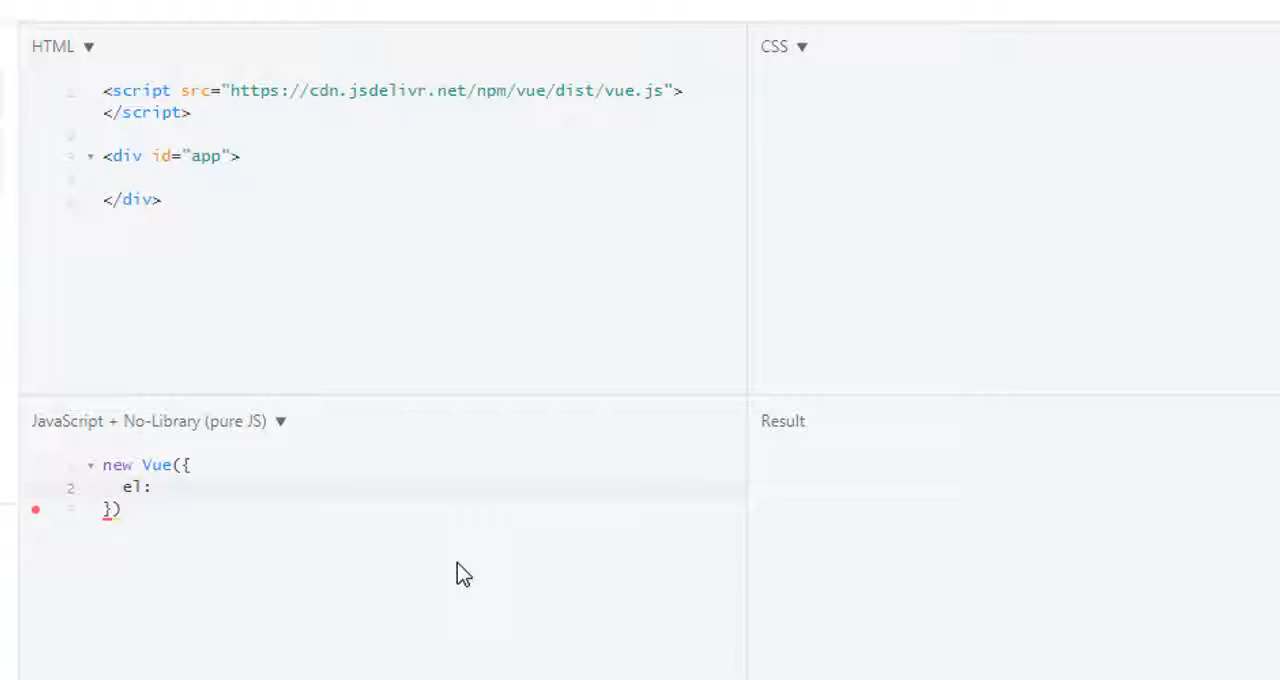 HTML ▼
CSS ▼
<script src="https://cdn.jsdelivr.net/npm/vue/dist/vue.js">
</script>
<div id="app">
</div>
JavaScript + No-Library (pure JS) ▼
Result
new Vue({
2 el:
})